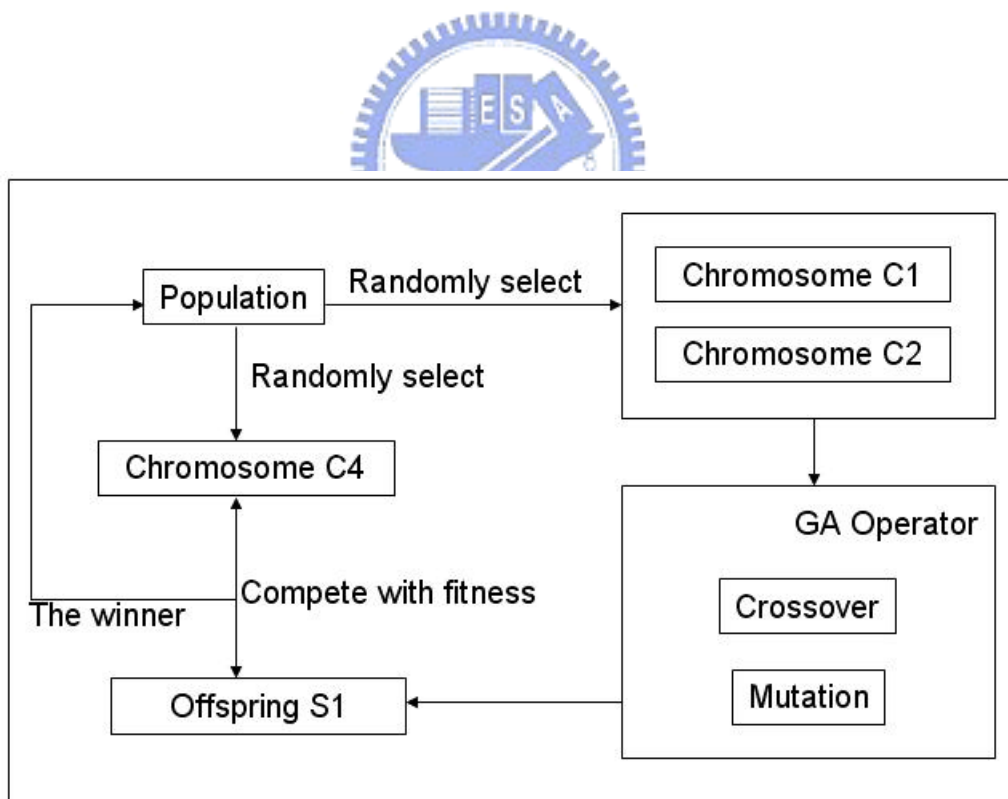 E S A
Population
Randomly select
Chromosome C1
Chromosome C2
Randomly select
Chromosome C4
GA Operator
Crossover
Mutation
Compete with fitness
The winner
Offspring S1